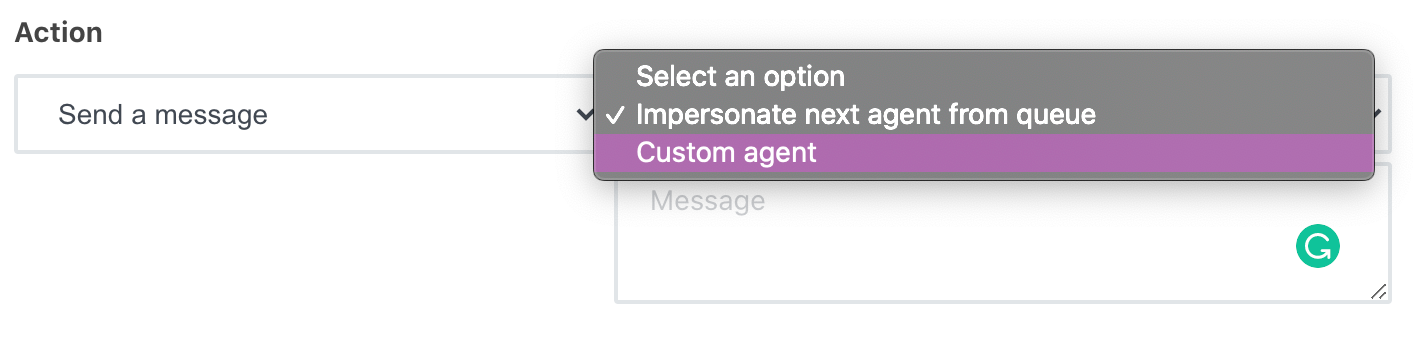 Action
Send a message
Select an option
✓ Impersonate next agent from queue
Custom agent
Message